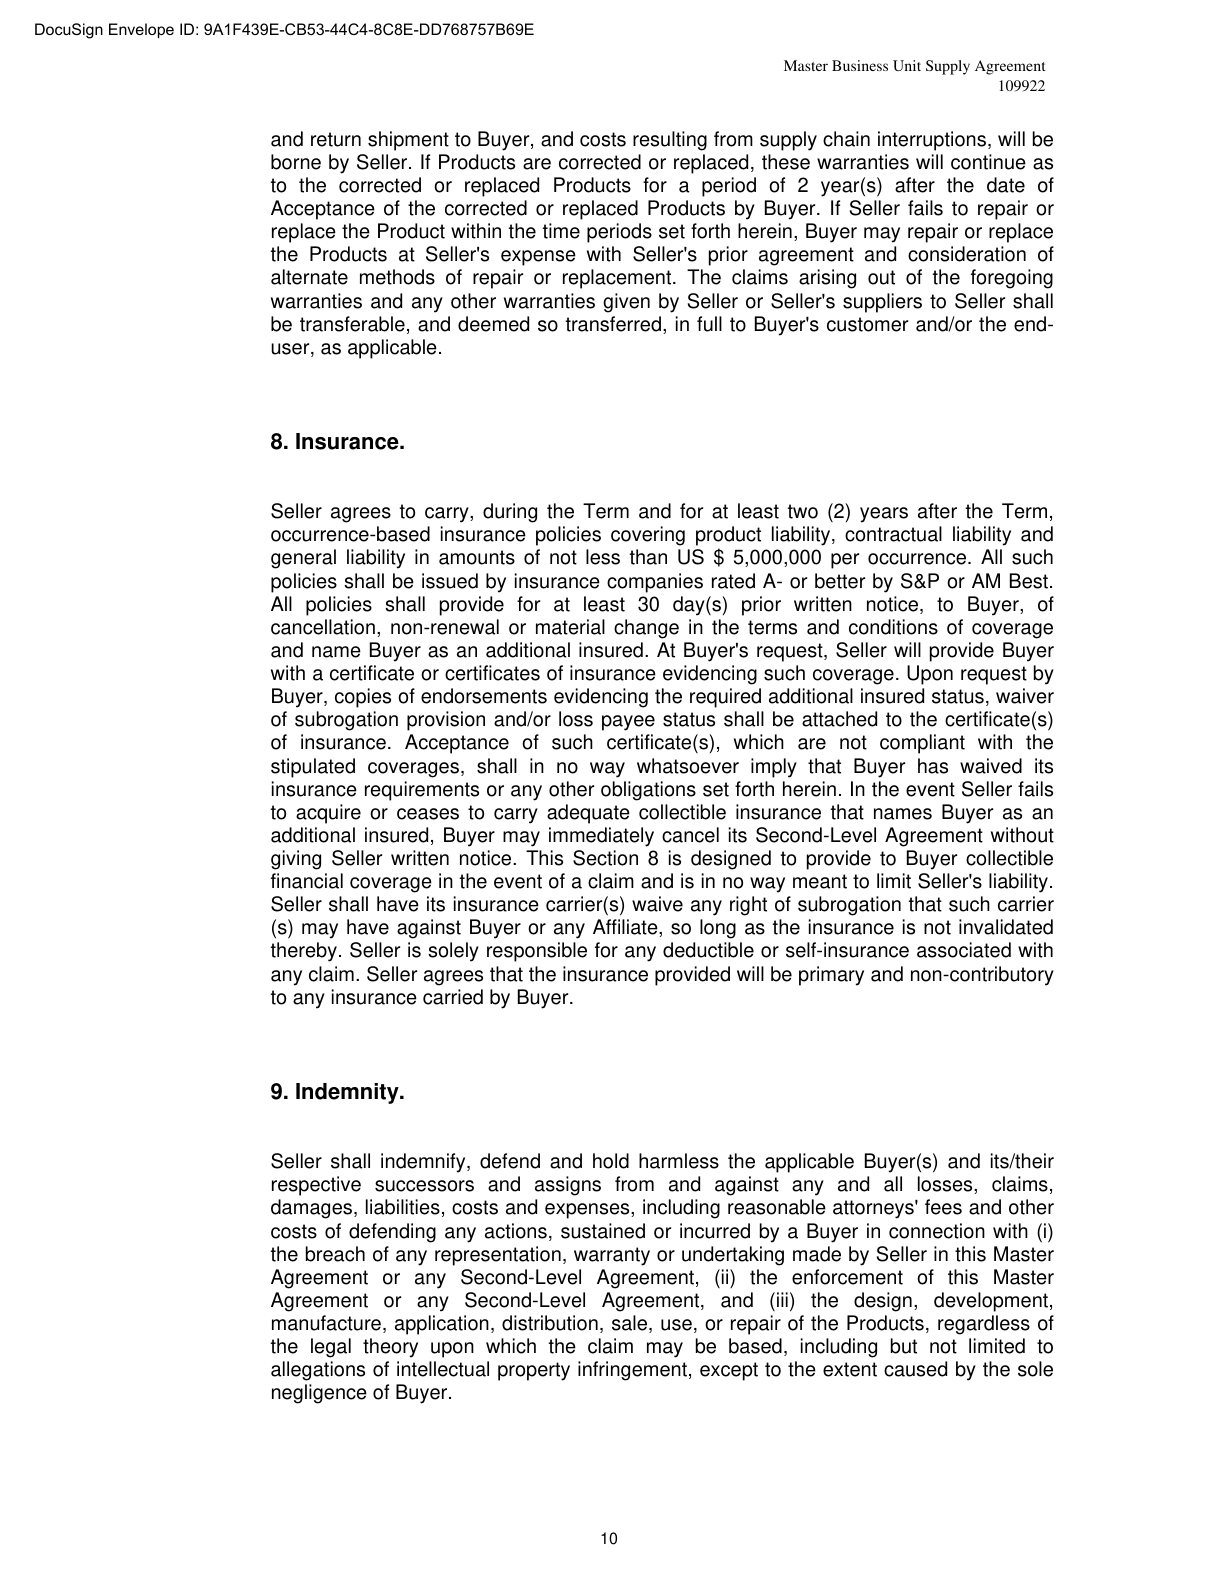 DocuSign Envelope ID: 9A1F439E-CB53-44C4-8C8E-DD768757B69E
Master Business Unit Supply Agreement
109922
and return shipment to Buyer, and costs resulting from supply chain interruptions, will be
borne by Seller. If Products are corrected or replaced, these warranties will continue as
to the corrected or replaced Products for a period of 2 year(s) after the date of
Acceptance of the corrected or replaced Products by Buyer. If Seller fails to repair or
replace the Product within the time periods set forth herein, Buyer may repair or replace
the Products at Seller's expense with Seller's prior agreement and consideration of
alternate methods of repair or replacement. The claims arising out of the foregoing
warranties and any other warranties given by Seller or Seller's suppliers to Seller shall
be transferable, and deemed so transferred, in full to Buyer's customer and/or the end-
user, as applicable.
8. Insurance.
Seller agrees to carry, during the Term and for at least two (2) years after the Term,
occurrence-based insurance policies covering product liability, contractual liability and
general liability in amounts of not less than US $ 5,000,000 per occurrence. All such
policies shall be issued by insurance companies rated A- or better by S&P or AM Best.
All policies shall provide for at least 30 day(s) prior written notice, to Buyer, of
cancellation, non-renewal or material change in the terms and conditions of coverage
and name Buyer as an additional insured. At Buyer's request, Seller will provide Buyer
with a certificate or certificates of insurance evidencing such coverage. Upon request by
Buyer, copies of endorsements evidencing the required additional insured status, waiver
of subrogation provision and/or loss payee status shall be attached to the certificate(s)
of insurance. Acceptance of such certificate(s), which are not compliant with the
stipulated coverages, shall in no way whatsoever imply that Buyer has waived its
insurance requirements or any other obligations set forth herein. In the event Seller fails
to acquire or ceases to carry adequate collectible insurance that names Buyer as an
additional insured, Buyer may immediately cancel its Second-Level Agreement without
giving Seller written notice. This Section 8 is designed to provide to Buyer collectible
financial coverage in the event of a claim and is in no way meant to limit Seller's liability.
Seller shall have its insurance carrier(s) waive any right of subrogation that such carrier
(s) may have against Buyer or any Affiliate, so long as the insurance is not invalidated
thereby. Seller is solely responsible for any deductible or self-insurance associated with
any claim. Seller agrees that the insurance provided will be primary and non-contributory
to any insurance carried by Buyer.
9. Indemnity.
Seller shall indemnify, defend and hold harmless the applicable Buyer(s) and its/their
respective successors and assigns from and against any and all losses, claims,
damages, liabilities, costs and expenses, including reasonable attorneys' fees and other
costs of defending any actions, sustained or incurred by a Buyer in connection with (i)
the breach of any representation, warranty or undertaking made by Seller in this Master
Agreement or any Second-Level Agreement, (ii) the enforcement of this Master
Agreement or any Second-Level Agreement, and (iii) the design, development,
manufacture, application, distribution, sale, use, or repair of the Products, regardless of
the legal theory upon which the claim may be based, including but not limited to
allegations of intellectual property infringement, except to the extent caused by the sole
negligence of Buyer.
10